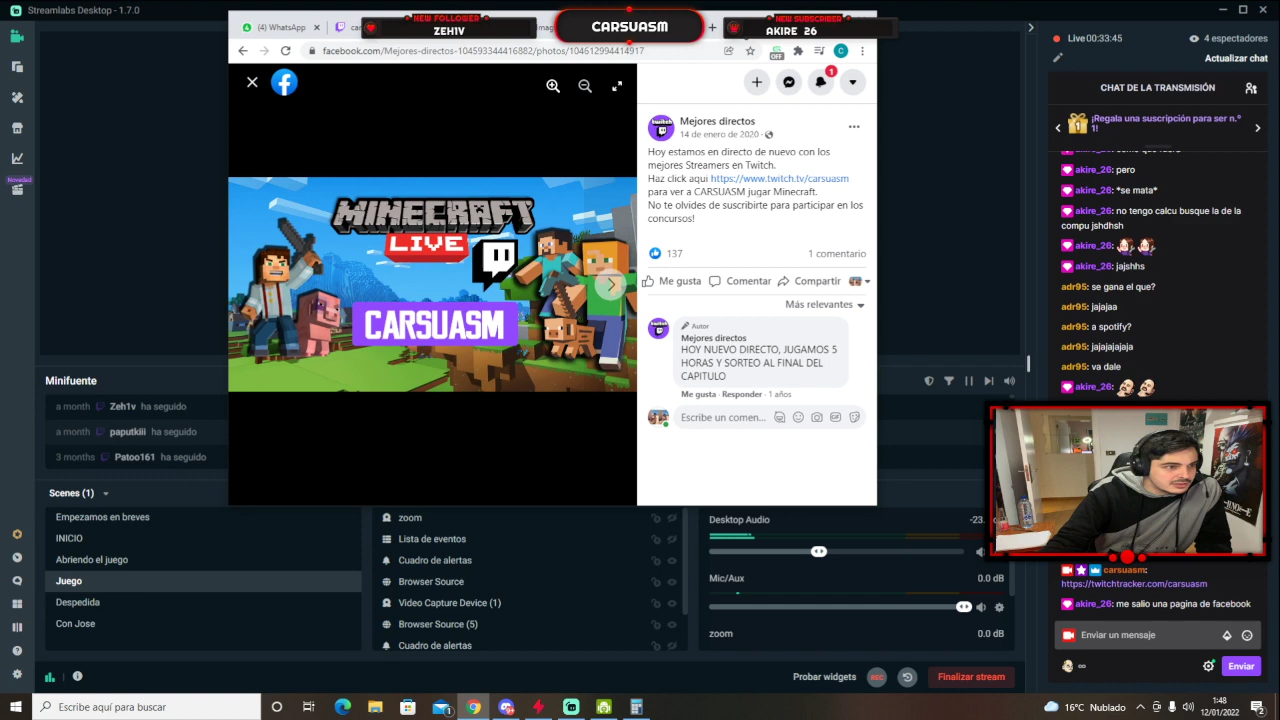 Streamlabs Desktop - 1.7.0
NEW FOLLOWER
ZEH1V
CARSUASM
NEW SUBSCRIBER
AKIRE 26
(4) WhatsApp
facebook.com/Mejores-directos-104593344416882/photos/104612994414917
OFF
C
1
Mejores directos
14 de enero de 2020
Hoy estamos en directo de nuevo con los
mejores Streamers en Twitch.
Haz click aqui https://www.twitch.tv/carsuasm
para ver a CARSUASM jugar Minecraft.
No te olvides de suscribirte para participar en los
concursos!
137
1 comentario
Me gusta
Comentar
Compartir
Más relevantes
Autor
Mejores directos
HOY NUEVO DIRECTO, JUGAMOS 5
HORAS Y SORTEO AL FINAL DEL
CAPITULO
Me gusta · Responder · 1 años
Escribe un comen...
MINECRAFT
LIVE
CARSUASM
twitch
Novedad
Minifuente
a month Zeh1v ha seguido
a month paputkiii ha seguido
3 months Patoo161 ha seguido
Scenes (1)
Empezamos en breves
INICIO
Abriendo el juego
Juego
Despedida
Con Jose
zoom
Lista de eventos
Cuadro de alertas
Browser Source
Video Capture Device (1)
Browser Source (5)
Cuadro de alertas
Desktop Audio
-23.
Mic/Aux
0.0 dB
zoom
0.0 dB
Probar widgets
REC
Finalizar stream
Live 00:33:45
4 espectadores
Actualizar chat
CHAT DE LA TRANSMISIÓN
¡Regala una suscripción para ser n.º
1!
akire_26: pero
akire_26: *se mata*
akire_26: no tengo calcu busque la de la
compu jshdhsh
akire_26:
akire_26: jajshhs
adr95: se gana el que?
adr95: jajajaa
adr95: a spoify?
adr95: jajajajajaja
adr95: va dale
akire_26:
carsuasm:
https://twitchtracker.com/carsuasm
akire_26: me salio una pagina de facebook
Enviar un mensaje
Enviar
Escribe aquí para buscar
1
16°C Nublado
1:48
12/01/2022
2